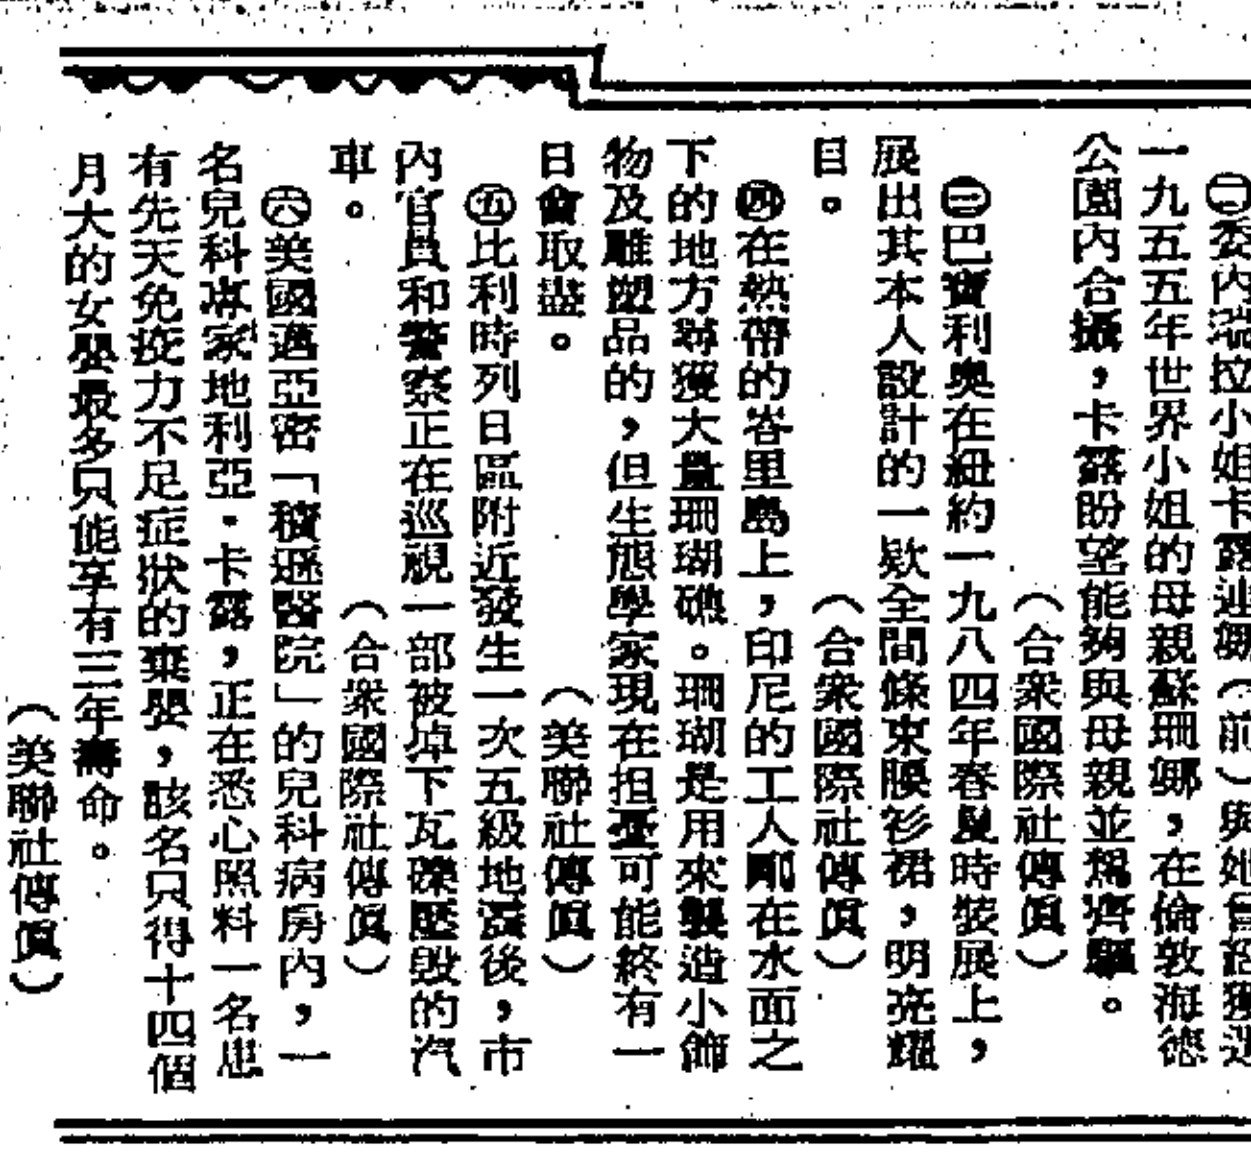 ㊁委內瑞拉小姐卡露連娜（前）與她曾經獲選
一九五五年世界小姐的母親蘇珊娜，在倫敦海德
公園內合攝，卡露盼望能夠與母親並駕齊驅。
（合衆國際社傳眞）
㊂巴寶利奧在紐約一九八四年春夏時裝展上，
展出其本人設計的一欵全間條束腰衫裙，明亮耀
目。
（合衆國際社傳眞）
㊃在熱帶的峇里島上，印尼的工人剛在水面之
下的地方尋獲大量珊瑚礁。珊瑚是用來製造小飾
物及雕塑品的，但生態學家現在担憂可能終有一
日會取盡。
（美聯社傳眞）
㊄比利時列日區附近發生一次五級地震後，市
內官員和警察正在巡視一部被掉下瓦礫壓毀的汽
車。
（合衆國際社傳眞）
㊅美國邁亞密「積遜醫院」的兒科病房內，一
名兒科專家地利亞．卡露，正在悉心照料一名患
有先天免疫力不足症狀的棄嬰，該名只得十四個
月大的女嬰最多只能享有三年壽命。
（美聯社傳眞）